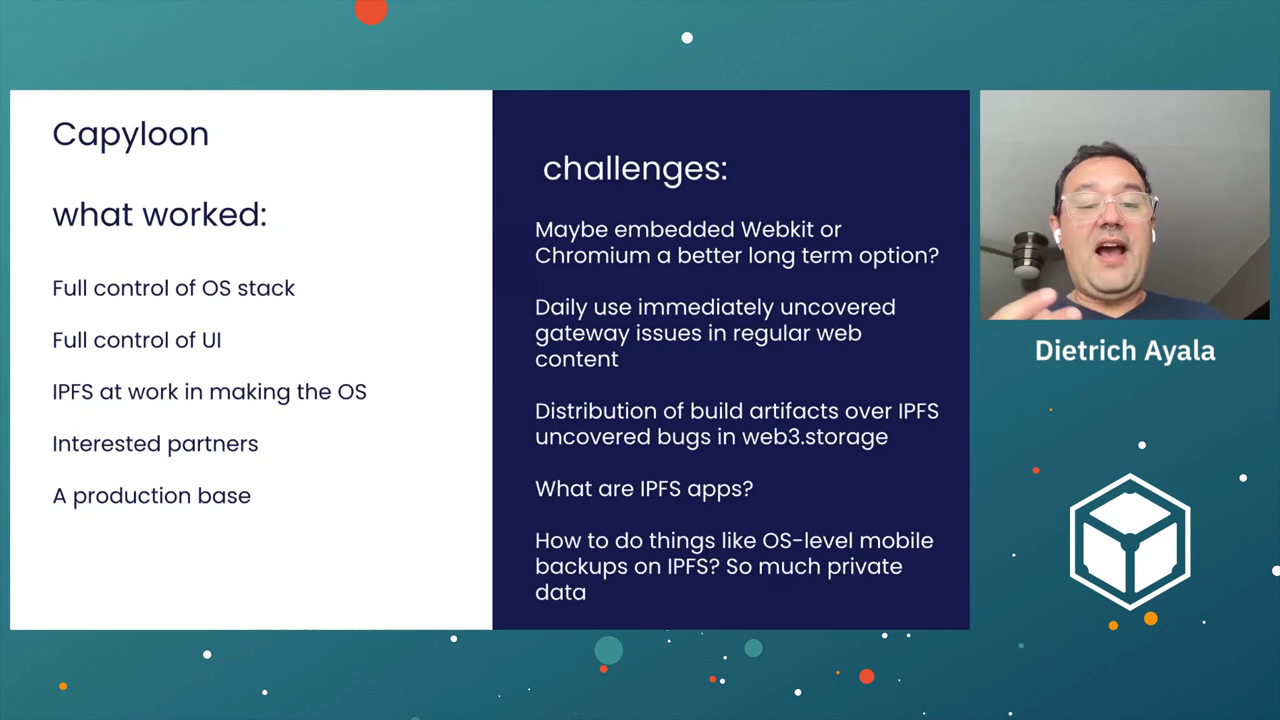 Capyloon
what worked:
Full control of OS stack
Full control of UI
IPFS at work in making the OS
Interested partners
A production base
challenges:
Maybe embedded Webkit or
Chromium a better long term option?
Daily use immediately uncovered
gateway issues in regular web
content
Distribution of build artifacts over IPFS
uncovered bugs in web3.storage
What are IPFS apps?
How to do things like OS-level mobile
backups on IPFS? So much private
data
Dietrich Ayala